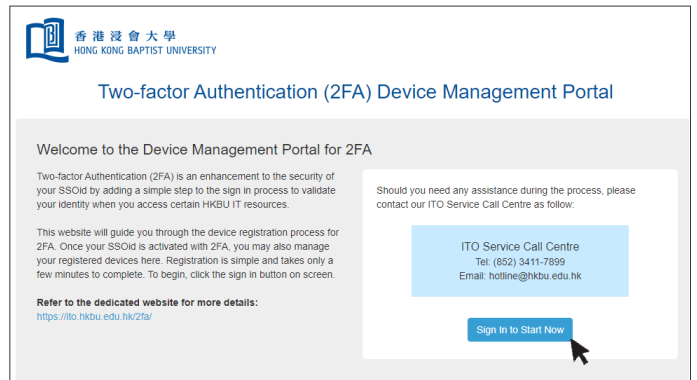 香港浸會大學
HONG KONG BAPTIST UNIVERSITY
Two-factor Authentication (2FA) Device Management Portal
Welcome to the Device Management Portal for 2FA
Two-factor Authentication (2FA) is an enhancement to the security of
your SSOid by adding a simple step to the sign in process to validate
your identity when you access certain HKBU IT resources.
This website will guide you through the device registration process for
2FA. Once your SSOid is activated with 2FA, you may also manage
your registered devices here. Registration is simple and takes only a
few minutes to complete. To begin, click the sign in button on screen.
Refer to the dedicated website for more details:
https://ito.hkbu.edu.hk/2fa/
Should you need any assistance during the process, please
contact our ITO Service Call Centre as follow:
ITO Service Call Centre
Tel: (852) 3411-7899
Email: hotline@hkbu.edu.hk
Sign In to Start Now